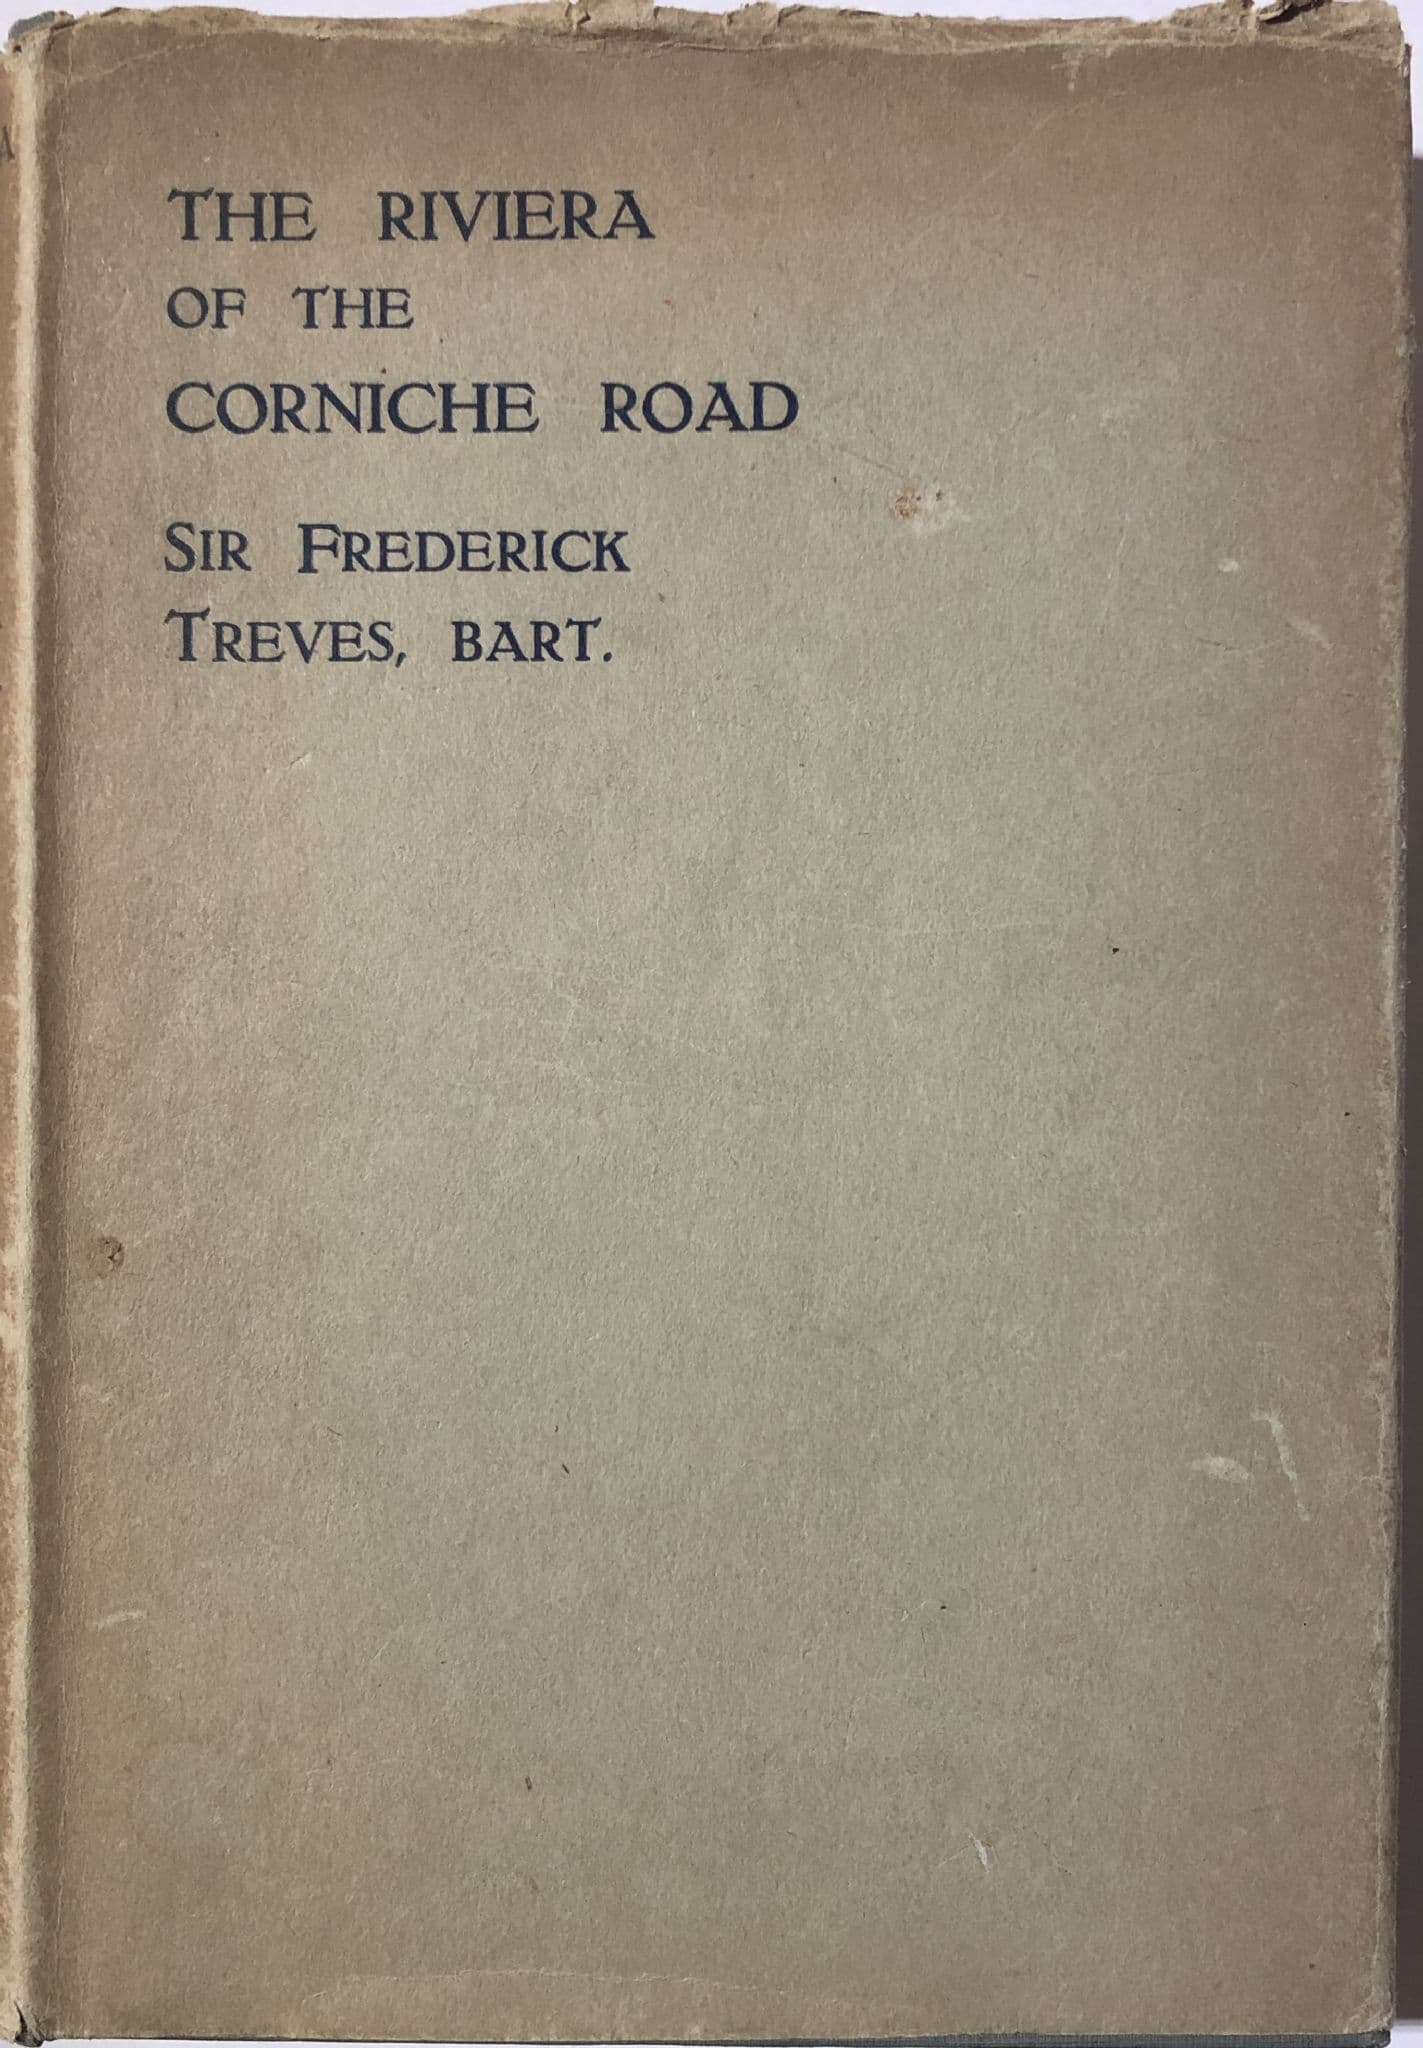 THE RIVIERA
OF THE
CORNICHE ROAD
SIR FREDERICK
TREVES, BART.